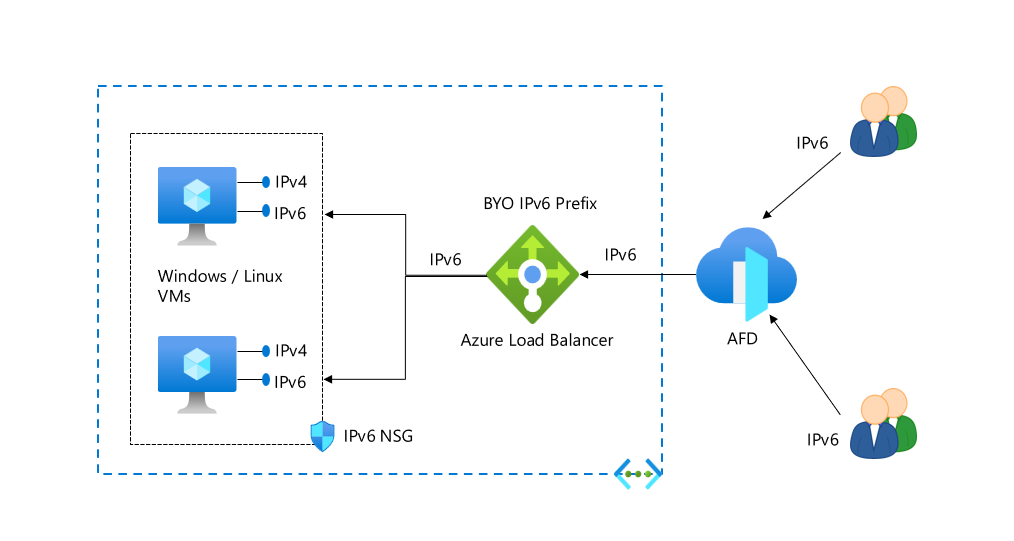 IPv6
BYO IPv6 Prefix
IPv4
IPv6
IPv6
IPv6
Windows / Linux
VMs
Azure Load Balancer
AFD
IPv4
IPv6
IPv6 NSG
IPv6